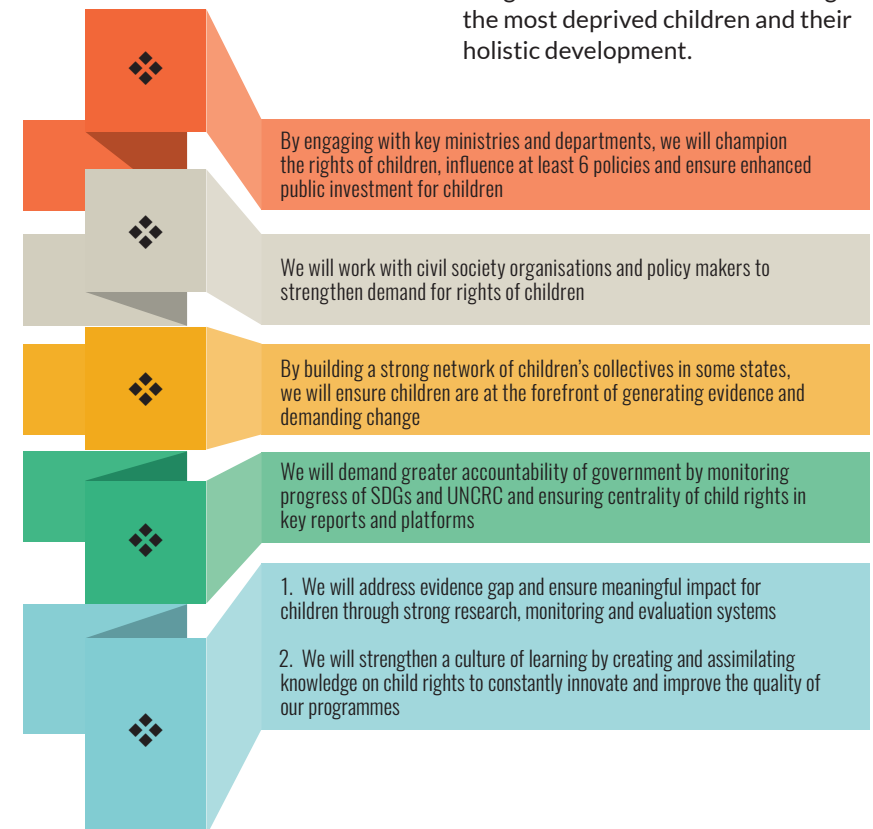 the most deprived children and their
holistic development.
By engaging with key ministries and departments, we will champion
the rights of children, influence at least 6 policies and ensure enhanced
public investment for children
We will work with civil society organisations and policy makers to
strengthen demand for rights of children
By building a strong network of children’s collectives in some states,
we will ensure children are at the forefront of generating evidence and
demanding change
We will demand greater accountability of government by monitoring
progress of SDGs and UNCRC and ensuring centrality of child rights in
key reports and platforms
1. We will address evidence gap and ensure meaningful impact for
children through strong research, monitoring and evaluation systems
2. We will strengthen a culture of learning by creating and assimilating
knowledge on child rights to constantly innovate and improve the quality of
our programmes